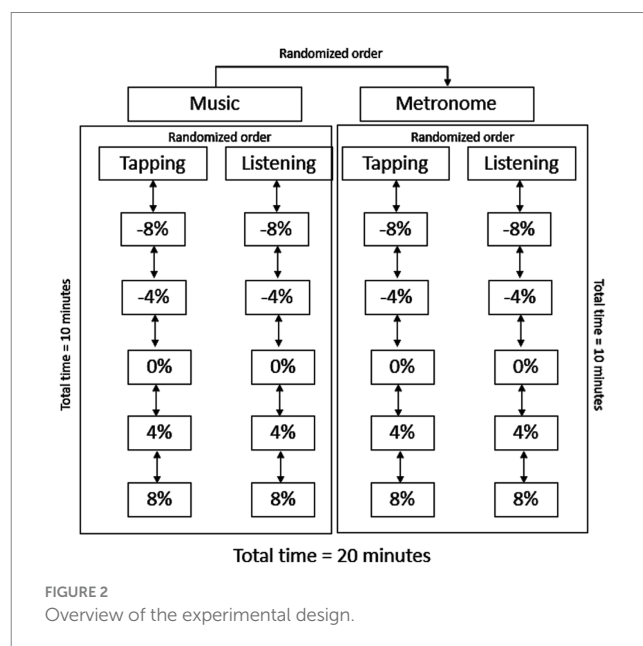 Randomized order
Music Metronome
Randomized order Randomized order
Tapping Listening Tapping Listening
-8% -8% -8% -8%
-4% -4% -4% -4%
0% 0% 0% 0%
4% 4% 4% 4%
8% 8% 8% 8%
Total time = 10 minutes
Total time = 10 minutes
Total time = 20 minutes
FIGURE 2
Overview of the experimental design.